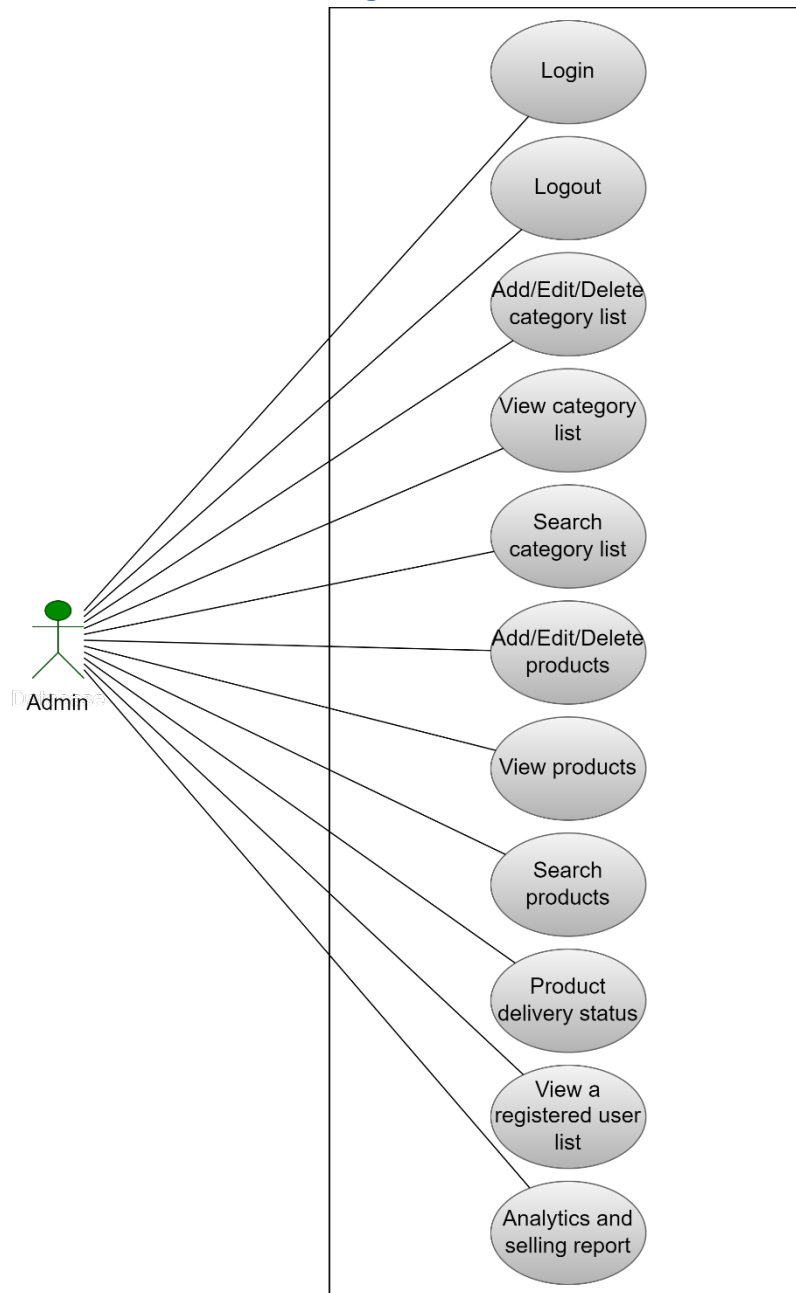 Login
Logout
Add/Edit/Delete
category list
View category
list
Search
category list
Add/Edit/Delete
products
Admin
View products
Search
products
Product
delivery status
View a
registered user
list
Analytics and
selling report